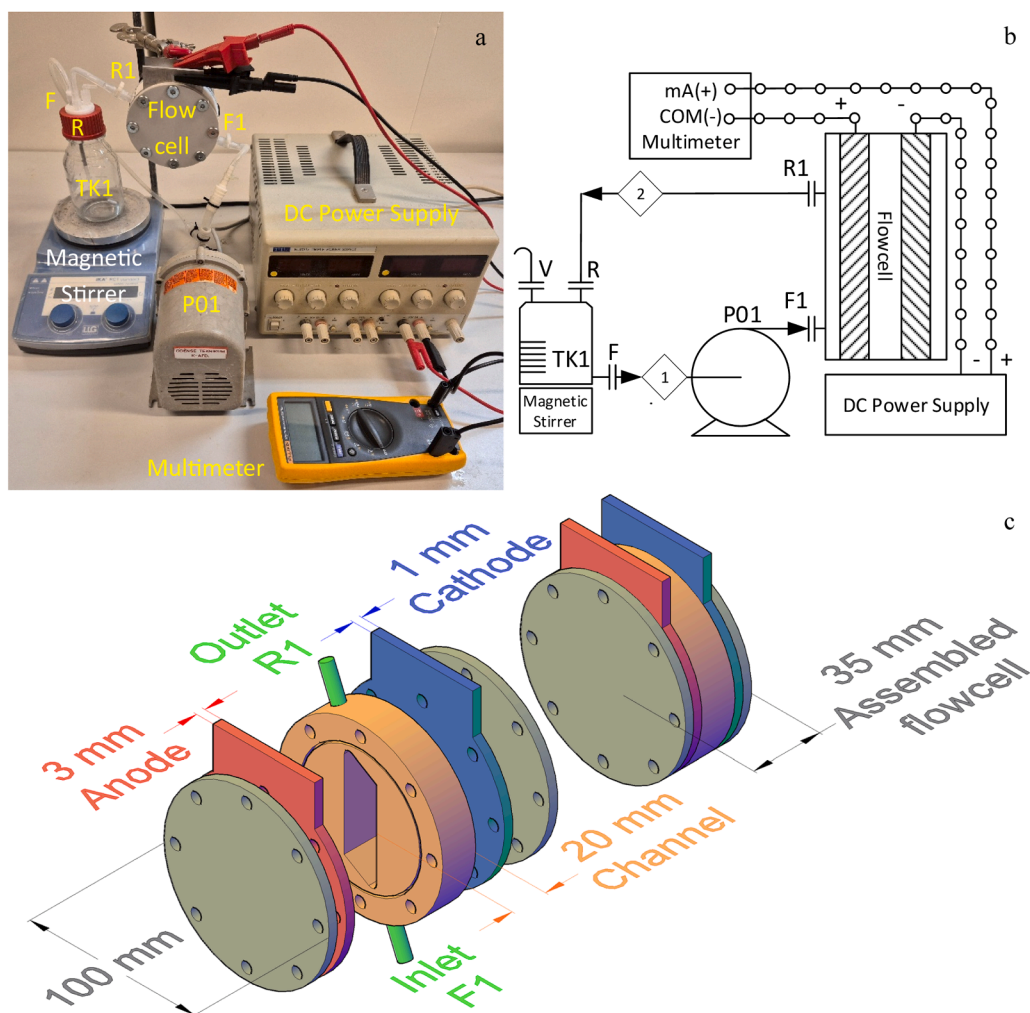 a
R1
F
R
Flow
cell
F1
TK1
DC Power Supply
Magnetic
Stirrer
P01
Multimeter
b
mA(+)
COM(-)
Multimeter
+
-
R1
2
Flowcell
V
R
P01
F1
TK1
F
1
Magnetic
Stirrer
-
+
DC Power Supply
c
1 mm
Cathode
Outlet
R1
3 mm
Anode
35 mm
Assembled
flowcell
20 mm
Channel
100 mm
Inlet
F1